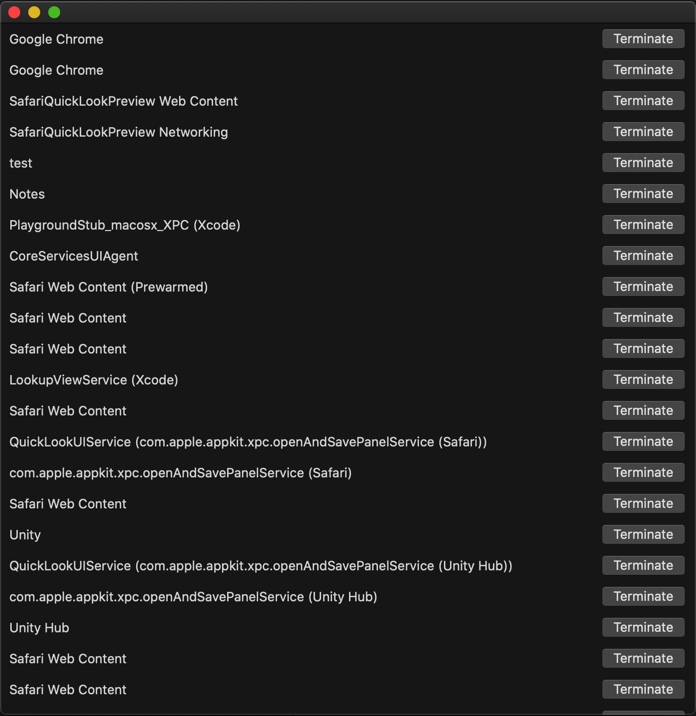 Google Chrome Terminate
Google Chrome Terminate
SafariQuickLookPreview Web Content Terminate
SafariQuickLookPreview Networking Terminate
test Terminate
Notes Terminate
PlaygroundStub_macosx_XPC (Xcode) Terminate
CoreServicesUIAgent Terminate
Safari Web Content (Prewarmed) Terminate
Safari Web Content Terminate
Safari Web Content Terminate
LookupViewService (Xcode) Terminate
Safari Web Content Terminate
QuickLookUIService (com.apple.appkit.xpc.openAndSavePanelService (Safari)) Terminate
com.apple.appkit.xpc.openAndSavePanelService (Safari) Terminate
Safari Web Content Terminate
Unity Terminate
QuickLookUIService (com.apple.appkit.xpc.openAndSavePanelService (Unity Hub)) Terminate
com.apple.appkit.xpc.openAndSavePanelService (Unity Hub) Terminate
Unity Hub Terminate
Safari Web Content Terminate
Safari Web Content Terminate